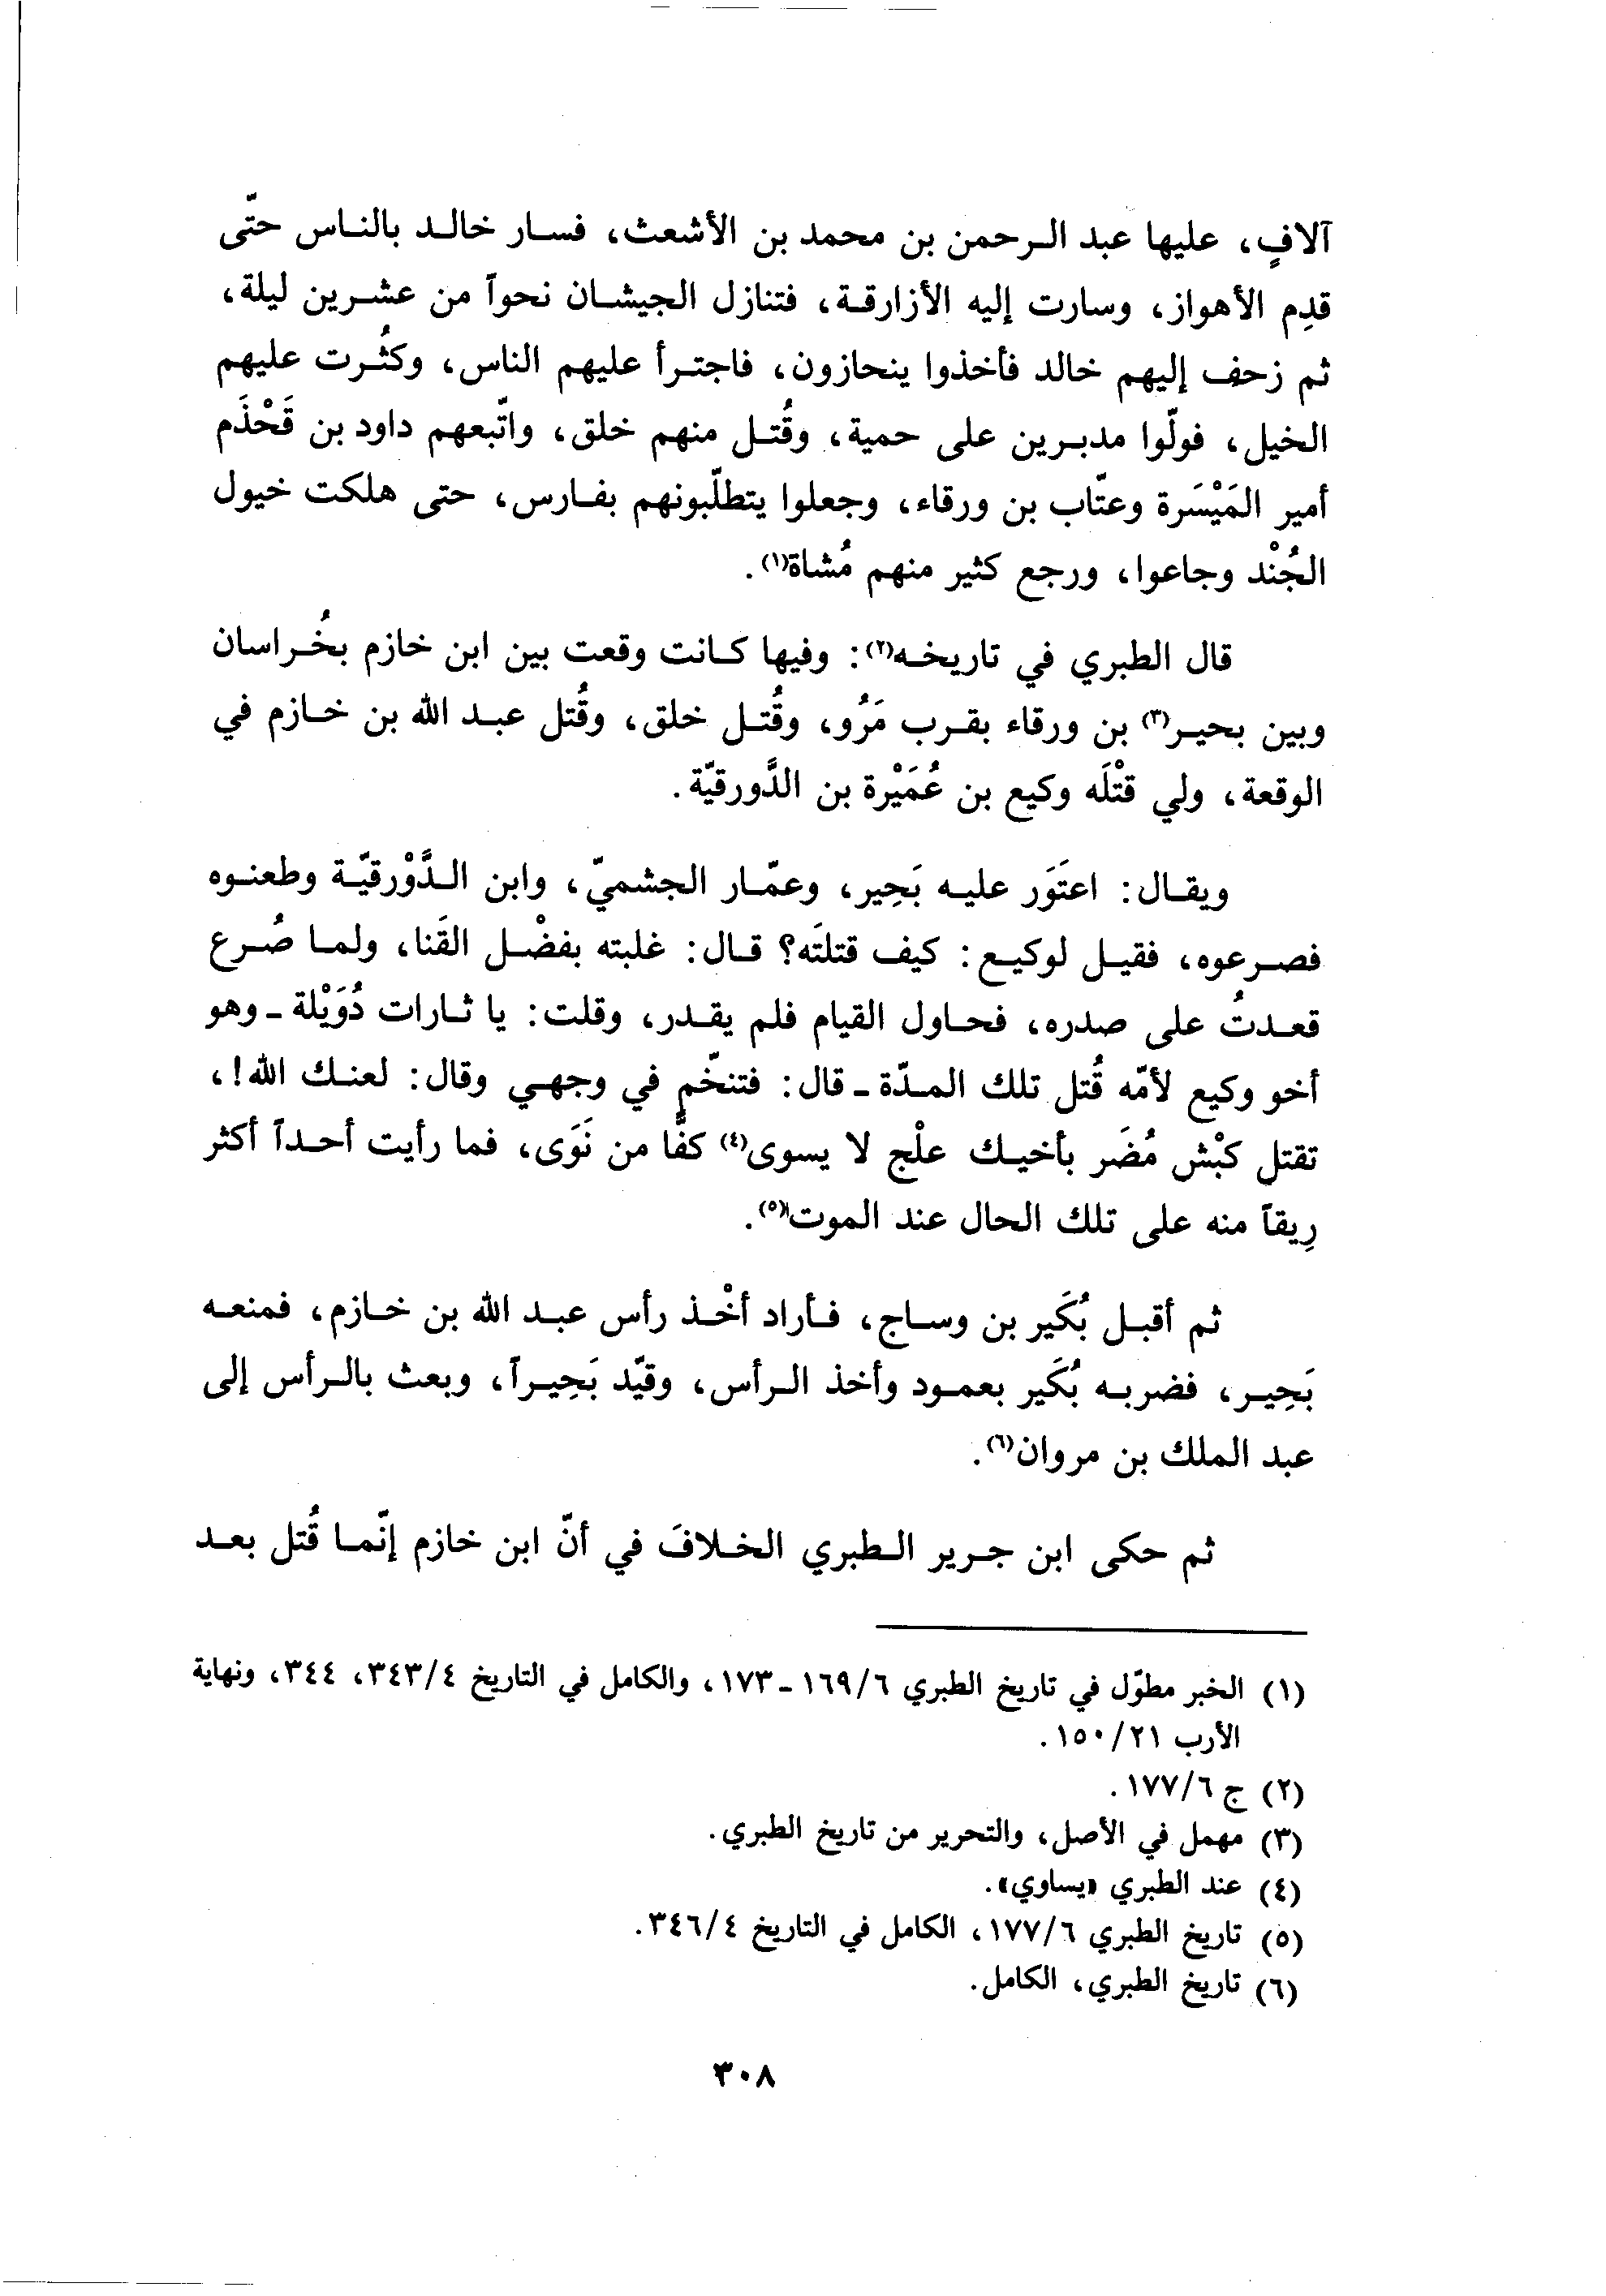 آلافٍ، عليها عبد الرحمن بن محمد بن الأشعث، فسار خالد بالناس حتّى
قدِم الأهواز، وسارت إليه الأزارقة، فتنازل الجيشان نحواً من عشرين ليلة،
ثم زحف إليهم خالد فأخذوا ينحازون، فاجترأ عليهم الناس، وكثُرت عليهم
الخيل، فولّوا مدبرين على حمية، وقُتل منهم خلق، واتّبعهم داود بن قَحْذَم
أمير المَيْسَرة وعتّاب بن ورقاء، وجعلوا يتطلّبونهم بفارس، حتى هلكت خيول
الجُنْد وجاعوا، ورجع كثير منهم مُشاة(١).
قال الطبري في تاريخه(٢): وفيها كانت وقعت بين ابن خازم بخُراسان
وبين بحير(٣) بن ورقاء بقرب مَرْو، وقُتل خلق، وقُتل عبد الله بن خازم في
الوقعة، ولي قتْلَه وكيع بن عُمَيْرة بن الدَّورقيّة.
ويقال: اعتَوَر عليه بَحِير، وعمّار الجشميّ، وابن الدَّوْرقيّة وطعنوه
فصرعوه، فقيل لوكيع: كيف قتلتَه؟ قال: غلبته بفضْل القَنا، ولما صُرع
قعدتُ على صدره، فحاول القيام فلم يقدر، وقلت: يا ثارات دُوَيْلة ـ وهو
أخو وكيع لأمّه قُتل تلك المدّة ـ قال: فتنخّم في وجهي وقال: لعنك الله!،
تقتل كبْش مُضَر بأخيك علْج لا يسوى(٤) كفًّا من نَوَى، فما رأيت أحداً أكثر
رِيقاً منه على تلك الحال عند الموت(٥).
ثم أقبل بُكَير بن وساج، فأراد أخْذ رأس عبد الله بن خازم، فمنعه
بَحِير، فضربه بُكَير بعمود وأخذ الرأس، وقيّد بَحِيراً، وبعث بالرأس إلى
عبد الملك بن مروان(٦).
ثم حكى ابن جرير الطبري الخلافَ في أنّ ابن خازم إنّما قُتل بعد
(١) الخبر مطوّل في تاريخ الطبري ١٦٩/٦ ـ ١٧٣، والكامل في التاريخ ٣٤٣/٤، ٣٤٤، ونهاية
الأرب ١٥٠/٢١.
(٢) ج ١٧٧/٦.
(٣) مهمل في الأصل، والتحرير من تاريخ الطبري.
(٤) عند الطبري «يساوي».
(٥) تاريخ الطبري ١٧٧/٦، الكامل في التاريخ ٣٤٦/٤.
(٦) تاريخ الطبري، الكامل.
٣٠٨